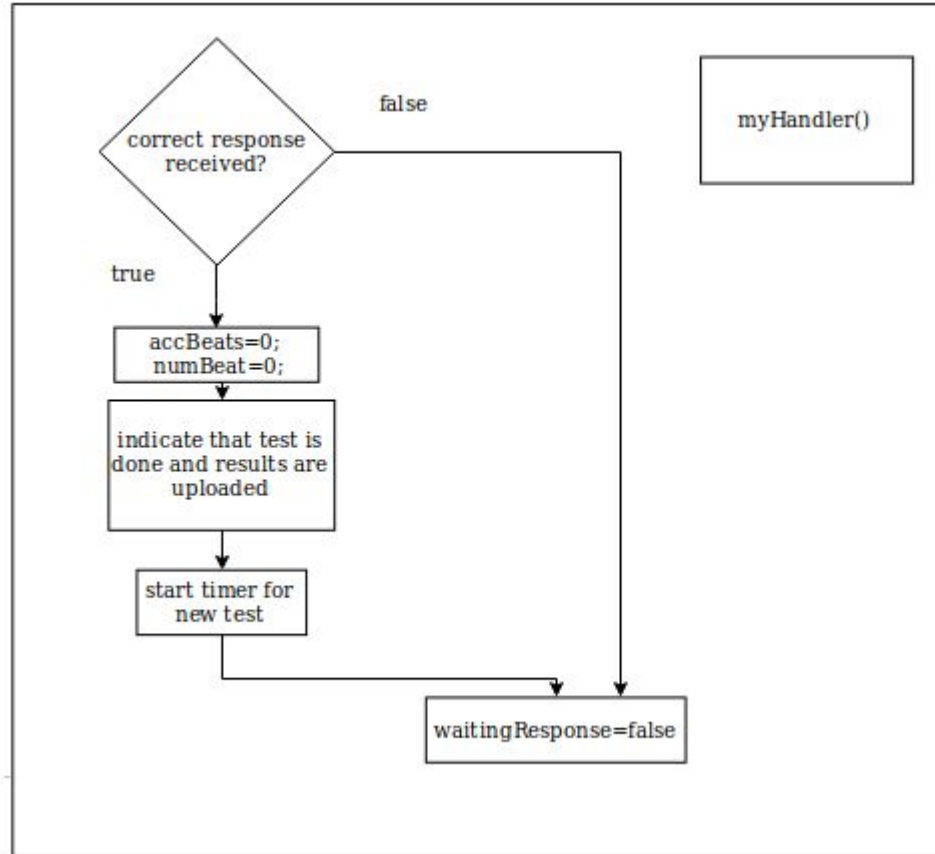 false
myHandler()
correct response
received?
true
accBeats=0;
numBeat=0;
indicate that test is
done and results are
uploaded
start timer for
new test
waitingResponse=false